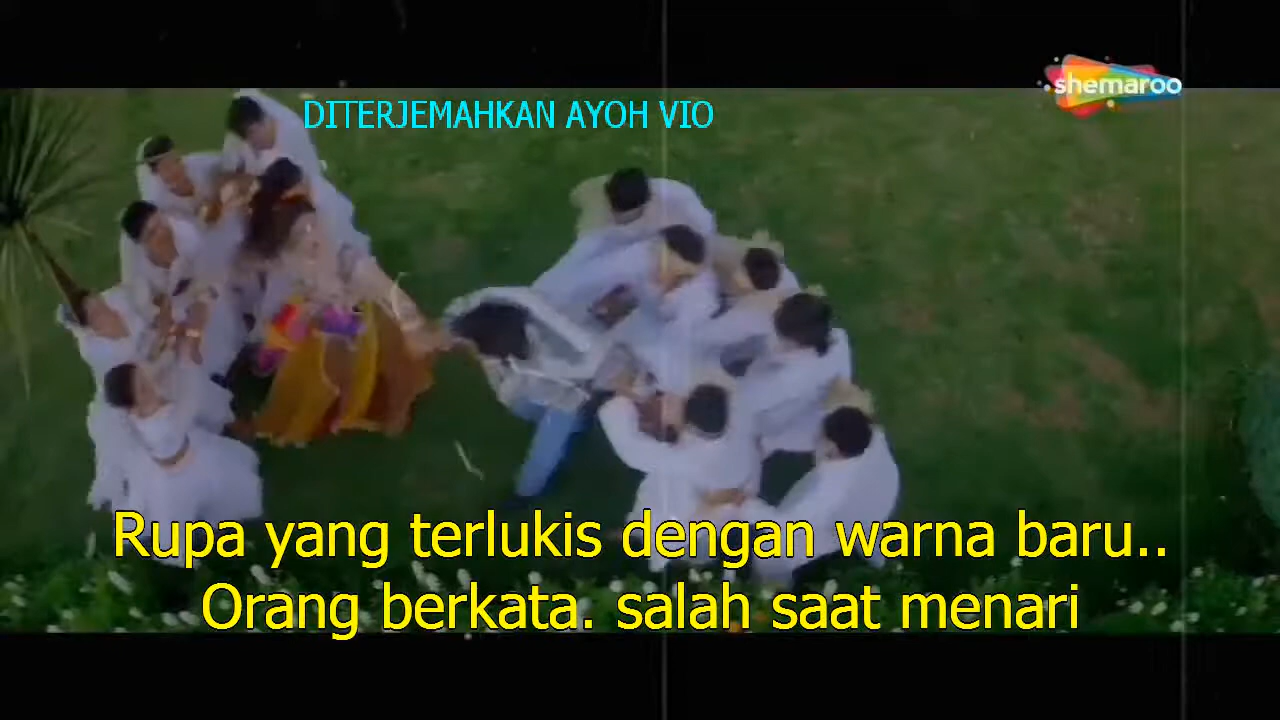 shemaroo
DITERJEMAHKAN AYOH VIO
Rupa yang terlukis dengan warna baru..
Orang berkata. salah saat menari